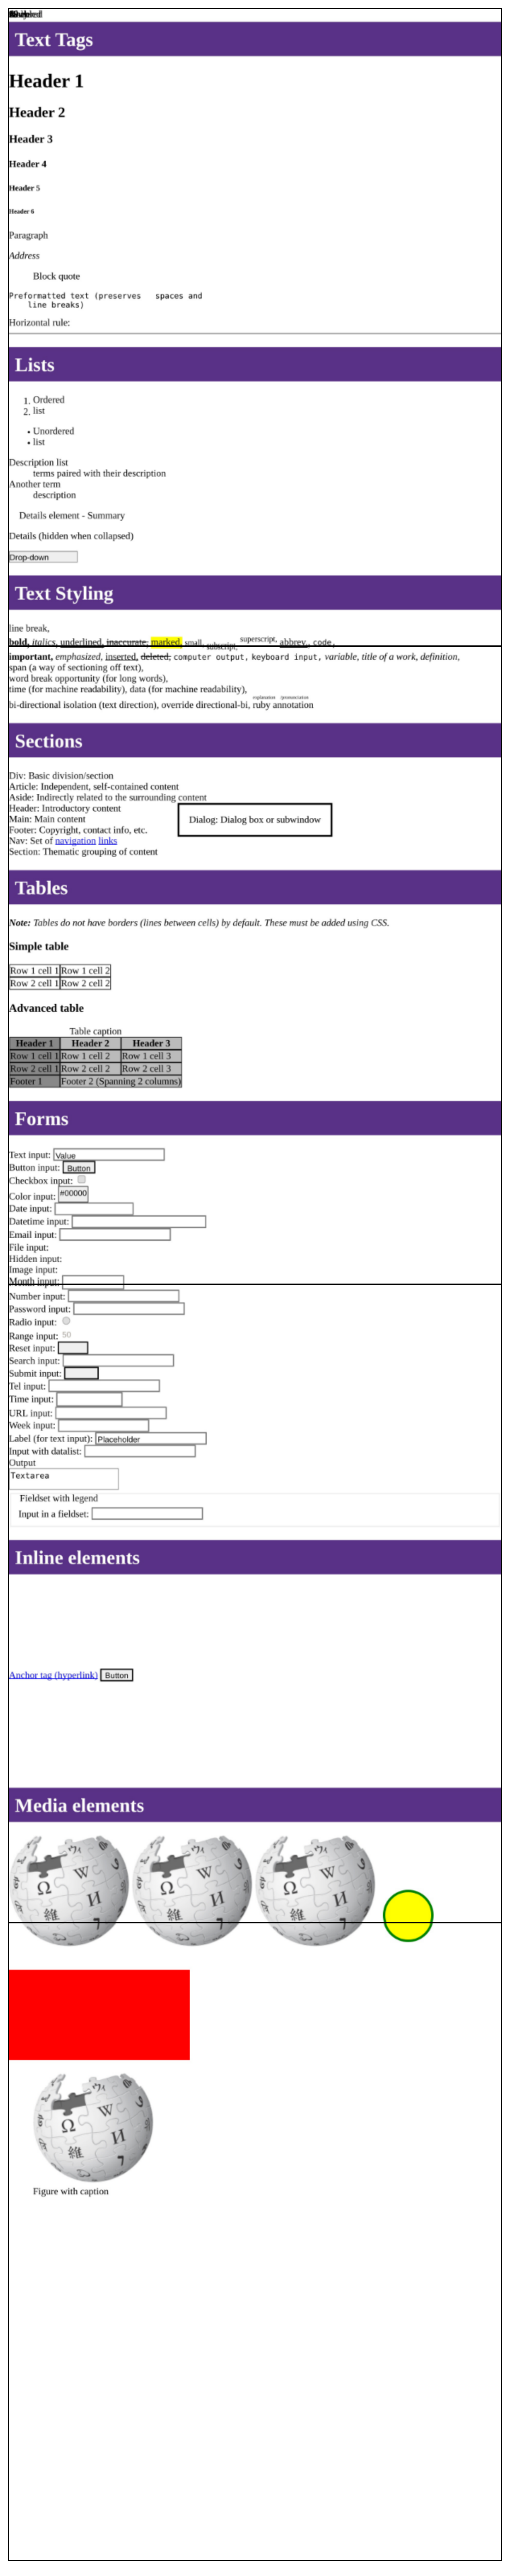 Text Tags
Header 1
Header 2
Header 3
Header 4
Header 5
Header 6
Paragraph
Address
Block quote
Preformatted text (preserves   spaces and
    line breaks)
Horizontal rule:
Lists
1. Ordered
2. list
• Unordered
• list
Description list
terms paired with their description
Another term
description
Details element - Summary
Details (hidden when collapsed)
Drop-down
Text Styling
line break,
bold, italics, underlined, inaccurate, marked, small, subscript, superscript, abbrev., code,
important, emphasized, inserted, deleted, computer output, keyboard input, variable, title of a work, definition,
span (a way of sectioning off text),
word break opportunity (for long words),
time (for machine readability), data (for machine readability),
explanation /pronunciation
bi-directional isolation (text direction), override directional-bi, ruby annotation
Sections
Div: Basic division/section
Article: Independent, self-contained content
Aside: Indirectly related to the surrounding content
Header: Introductory content
Main: Main content
Dialog: Dialog box or subwindow
Footer: Copyright, contact info, etc.
Nav: Set of navigation links
Section: Thematic grouping of content
Tables
Note: Tables do not have borders (lines between cells) by default. These must be added using CSS.
Simple table
Row 1 cell 1 Row 1 cell 2
Row 2 cell 1 Row 2 cell 2
Advanced table
Table caption
Header 1 Header 2 Header 3
Row 1 cell 1 Row 1 cell 2 Row 1 cell 3
Row 2 cell 1 Row 2 cell 2 Row 2 cell 3
Footer 1 Footer 2 (Spanning 2 columns)
Forms
Text input: Value
Button input: Button
Checkbox input:
Color input: #00000
Date input:
Datetime input:
Email input:
File input:
Hidden input:
Image input:
Month input:
Number input:
Password input:
Radio input:
Range input: 50
Reset input:
Search input:
Submit input:
Tel input:
Time input:
URL input:
Week input:
Label (for text input): Placeholder
Input with datalist:
Output
Textarea
Fieldset with legend
Input in a fieldset:
Inline elements
Anchor tag (hyperlink) Button
Media elements
Ω W И 維
Ω W И 維
Ω W И 維
Ω W И 維
Figure with caption